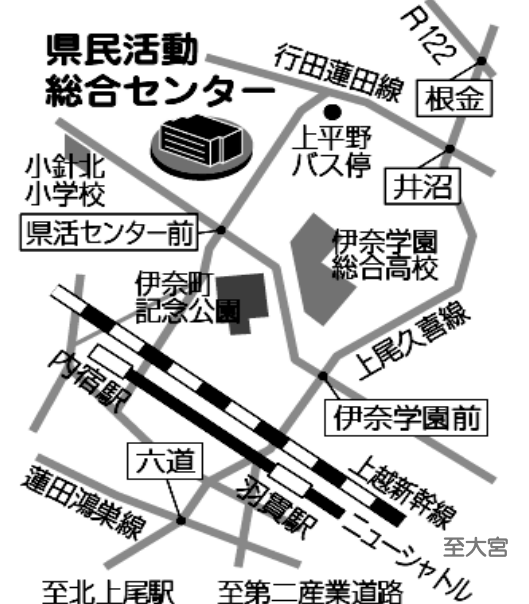 県民活動
総合センター
R122
行田蓮田線
根金
上平野
バス停
井沼
小針北
小学校
県活センター前
伊奈学園
総合高校
伊奈町
記念公園
上尾久喜線
内宿駅
伊奈学園前
六道
上越新幹線
羽貫駅
蓮田鴻巣線
ニューシャトル
至大宮
至北上尾駅
至第二産業道路